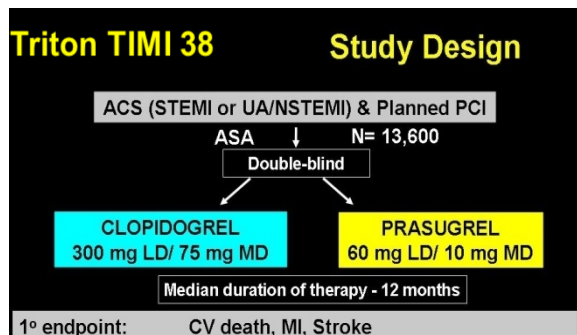 Triton TIMI 38 Study Design
ACS (STEMI or UA/NSTEMI) & Planned PCI
ASA N= 13,600
Double-blind
CLOPIDOGREL
300 mg LD/ 75 mg MD
PRASUGREL
60 mg LD/ 10 mg MD
Median duration of therapy - 12 months
1º endpoint: CV death, MI, Stroke